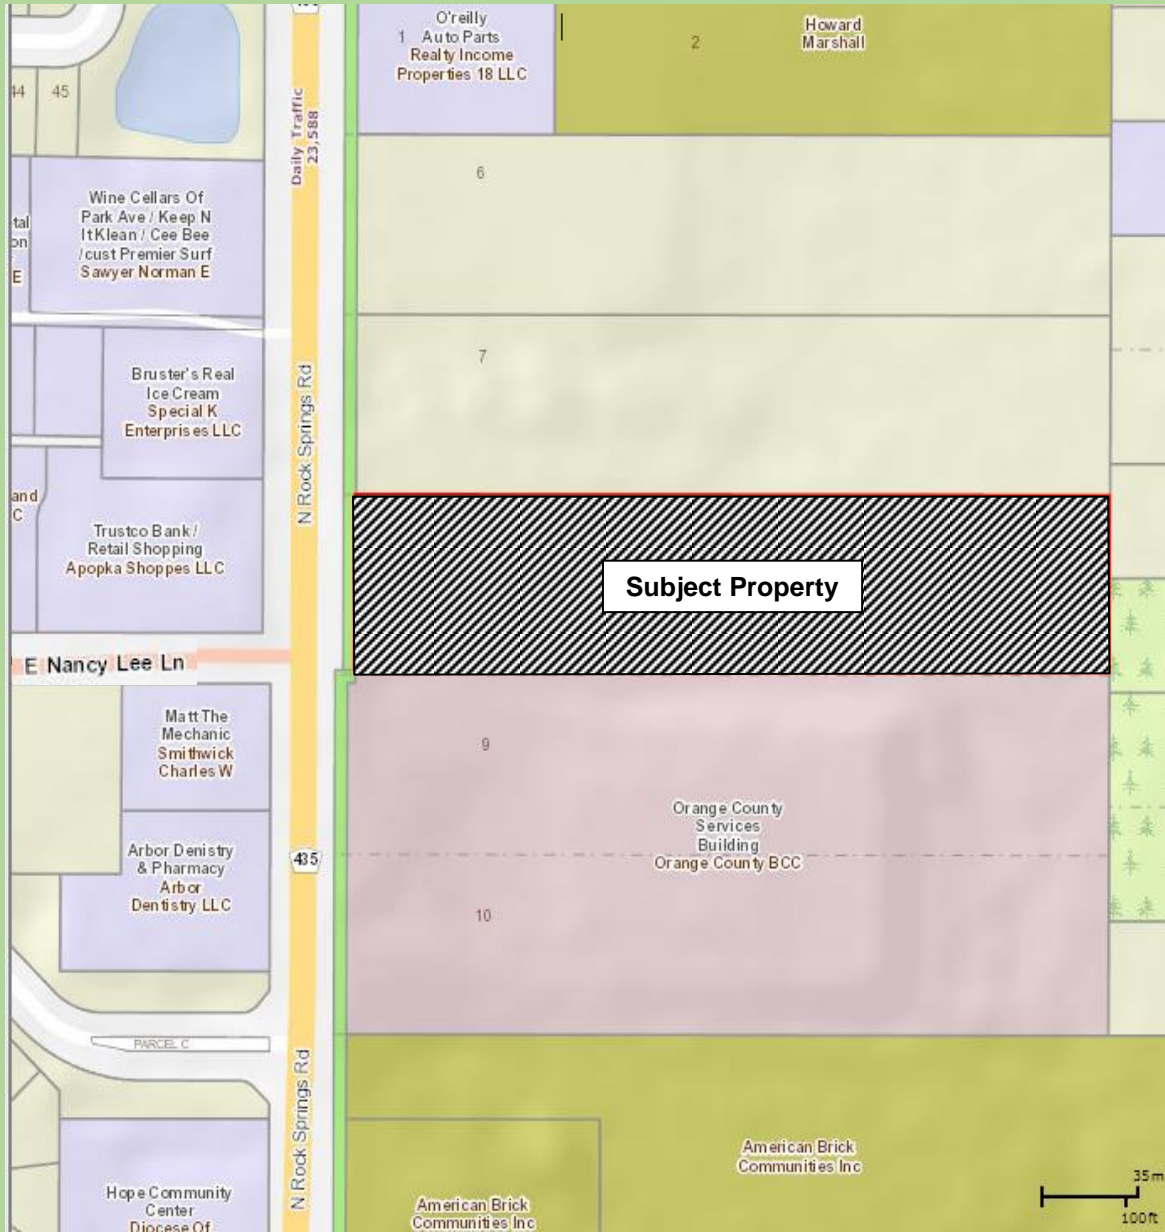 O'reilly
1 Auto Parts
Realty Income
Properties 18 LLC
2
Howard
Marshall
44
45
Daily Traffic
23,588
6
Wine Cellars Of
Park Ave / Keep N
ItKlean / Cee Bee
/cust Premier Surf
Sawyer Norman E
tal
on
E
7
N Rock Springs Rd
Bruster's Real
Ice Cream
Special K
Enterprises LLC
and
C
Trustco Bank /
Retail Shopping
Apopka Shoppes LLC
Subject Property
E Nancy Lee Ln
Matt The
Mechanic
Smithwick
Charles W
9
Orange County
Services
Building
Orange County BCC
Arbor Denistry
& Pharmacy
Arbor
Dentistry LLC
435
10
PARCEL C
N Rock Springs Rd
American Brick
Communities Inc
American Brick
Communities Inc
Hope Community
Center
Diocese Of
35m
100ft